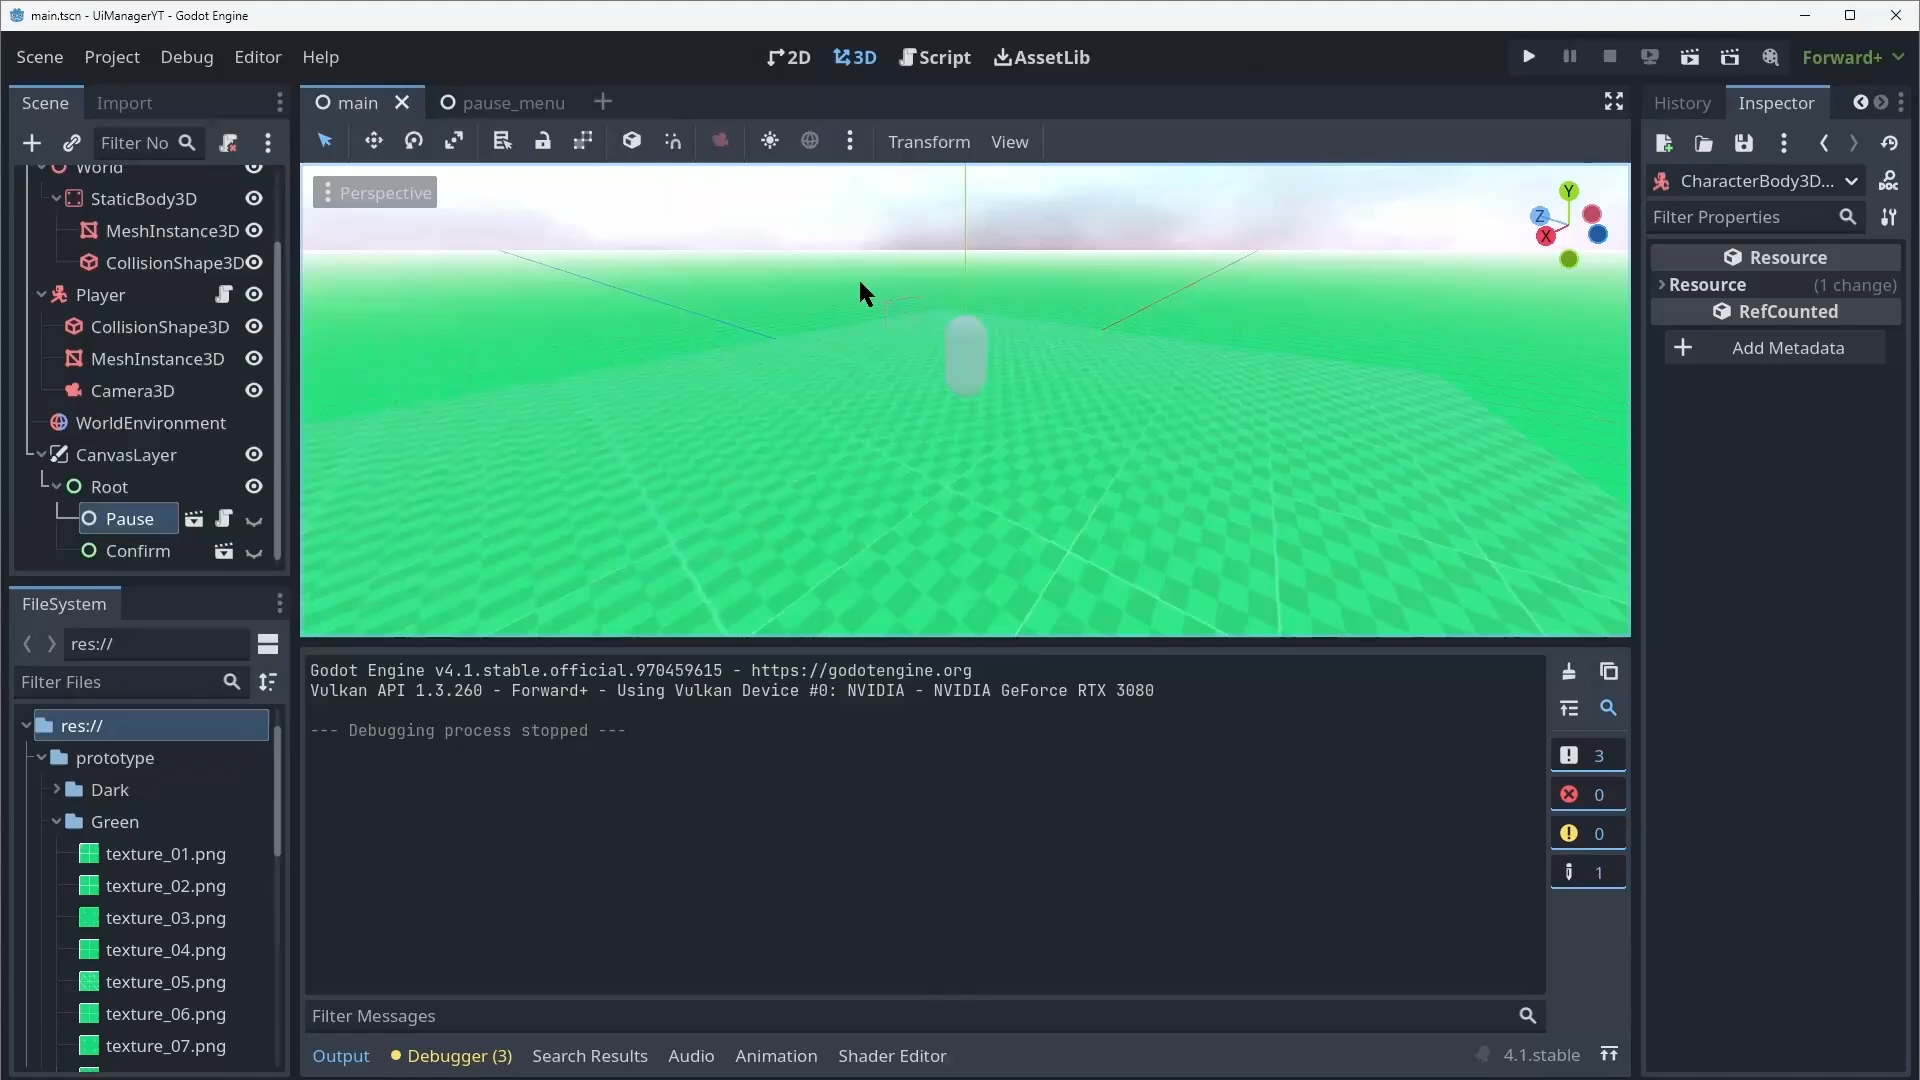 main.tscn - UiManagerYT - Godot Engine
Scene Project Debug Editor Help
2D 3D Script AssetLib
Forward+
Scene Import
main pause_menu
History Inspector
Filter No
Transform View
World
StaticBody3D
MeshInstance3D
CollisionShape3D
Player
CollisionShape3D
MeshInstance3D
Camera3D
WorldEnvironment
CanvasLayer
Root
Pause
Confirm
Perspective
Y
Z
X
CharacterBody3D...
DOC
Filter Properties
Resource
Resource (1 change)
RefCounted
Add Metadata
FileSystem
res://
Filter Files
res://
prototype
Dark
Green
texture_01.png
texture_02.png
texture_03.png
texture_04.png
texture_05.png
texture_06.png
texture_07.png
Godot Engine v4.1.stable.official.970459615 - https://godotengine.org
Vulkan API 1.3.260 - Forward+ - Using Vulkan Device #0: NVIDIA - NVIDIA GeForce RTX 3080
--- Debugging process stopped ---
3
0
0
1
Filter Messages
Output Debugger (3) Search Results Audio Animation Shader Editor
4.1.stable